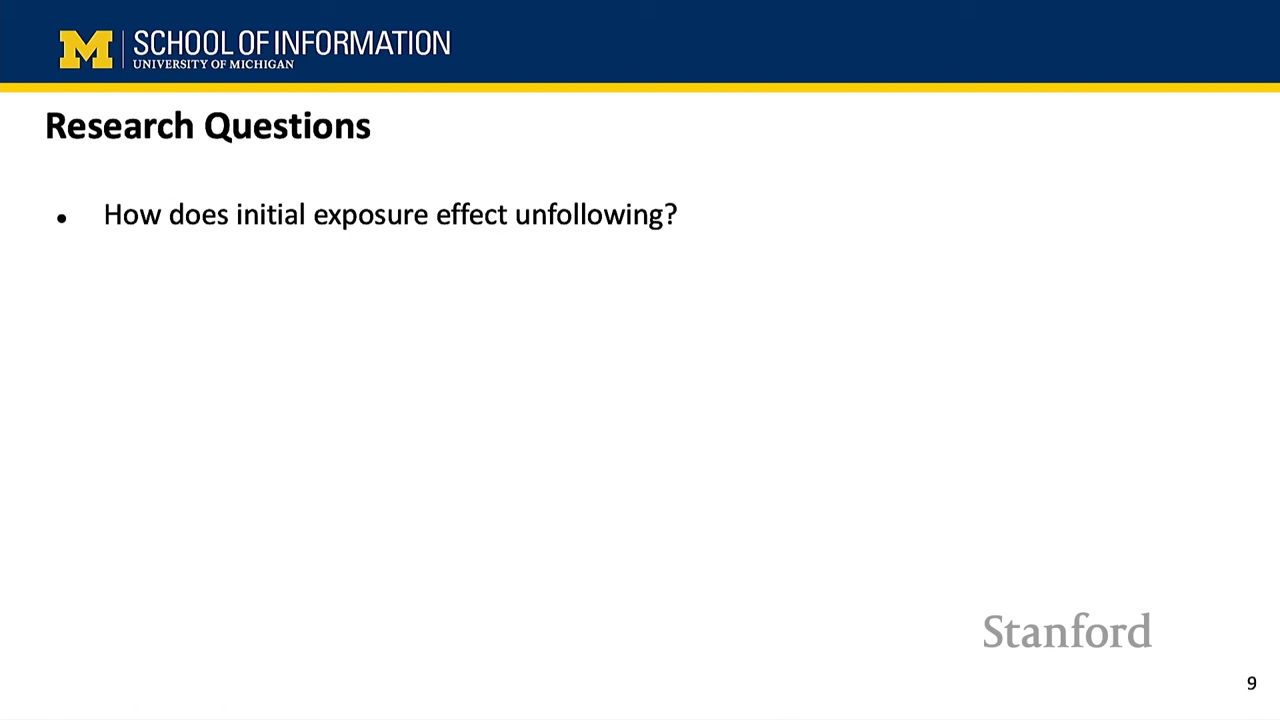 M SCHOOL OF INFORMATION
UNIVERSITY OF MICHIGAN
Research Questions
● How does initial exposure effect unfollowing?
Stanford
9